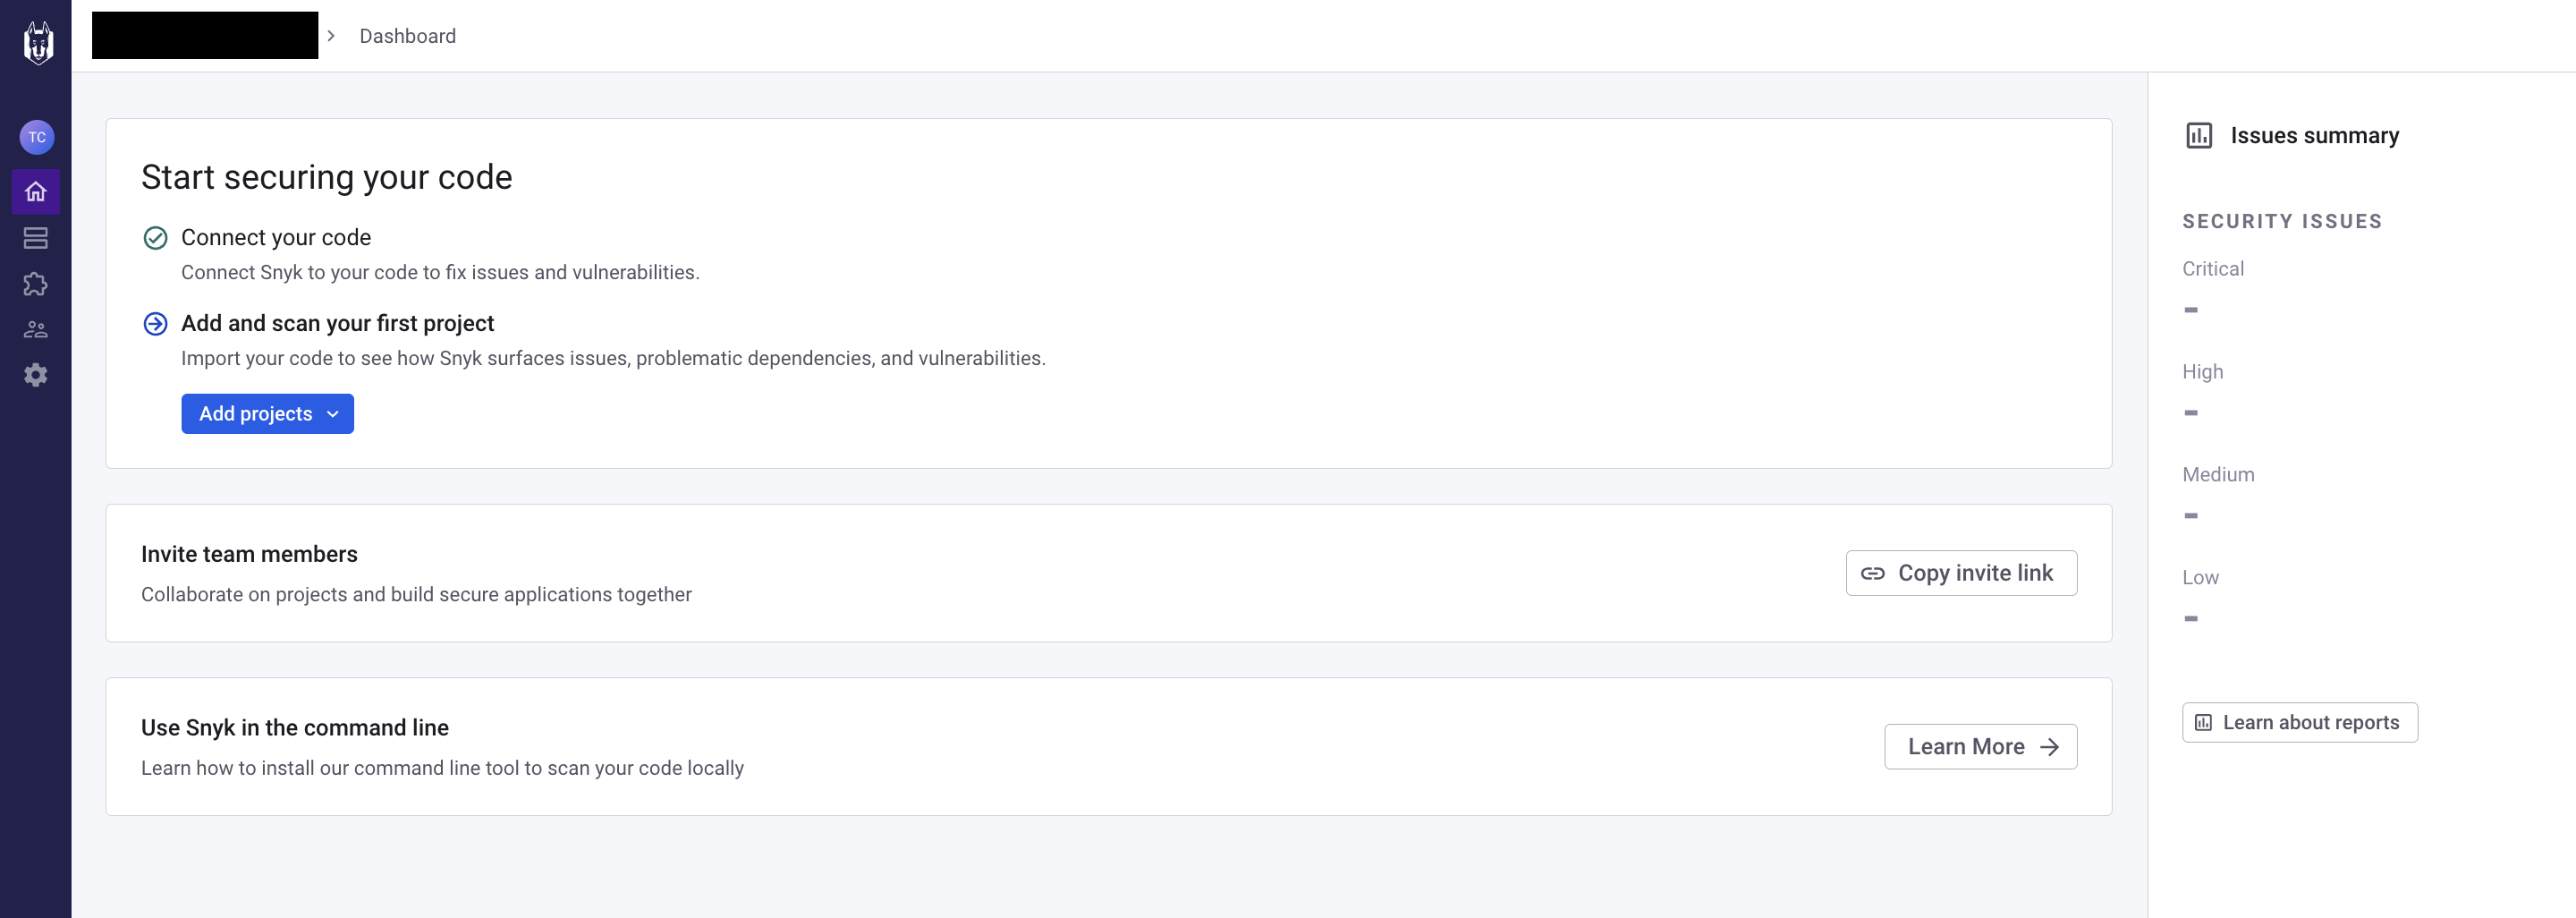 Dashboard
TC
Start securing your code
Connect your code
Connect Snyk to your code to fix issues and vulnerabilities.
Add and scan your first project
Import your code to see how Snyk surfaces issues, problematic dependencies, and vulnerabilities.
Add projects
Invite team members
Collaborate on projects and build secure applications together
Copy invite link
Use Snyk in the command line
Learn how to install our command line tool to scan your code locally
Learn More
Issues summary
SECURITY ISSUES
Critical
-
High
-
Medium
-
Low
-
Learn about reports